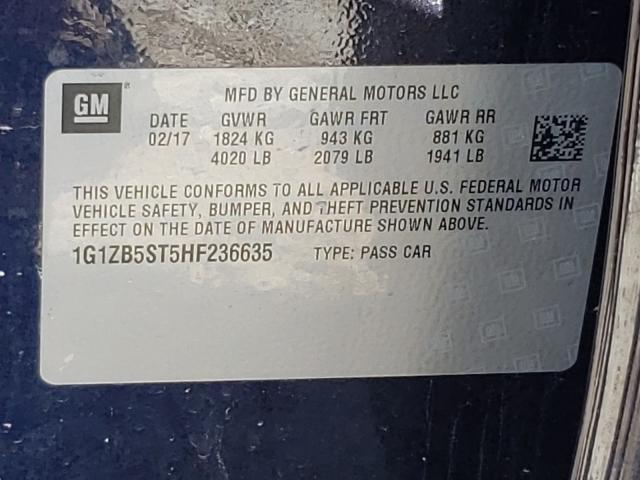 GM
MFD BY GENERAL MOTORS LLC
DATE GVWR GAWR FRT GAWR RR
02/17 1824 KG 943 KG 881 KG
4020 LB 2079 LB 1941 LB
THIS VEHICLE CONFORMS TO ALL APPLICABLE U.S. FEDERAL MOTOR
VEHICLE SAFETY, BUMPER, AND THEFT PREVENTION STANDARDS IN
EFFECT ON THE DATE OF MANUFACTURE SHOWN ABOVE.
1G1ZB5ST5HF236635 TYPE: PASS CAR